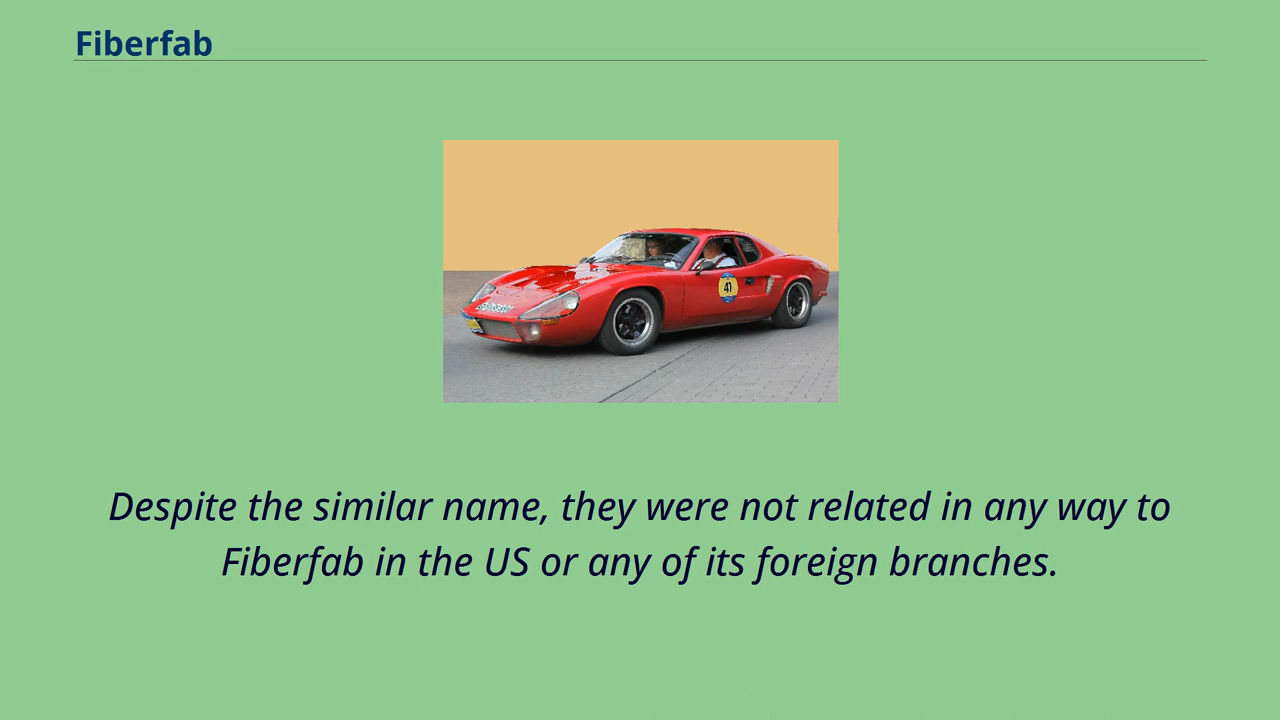 Fiberfab
41
Despite the similar name, they were not related in any way to
Fiberfab in the US or any of its foreign branches.